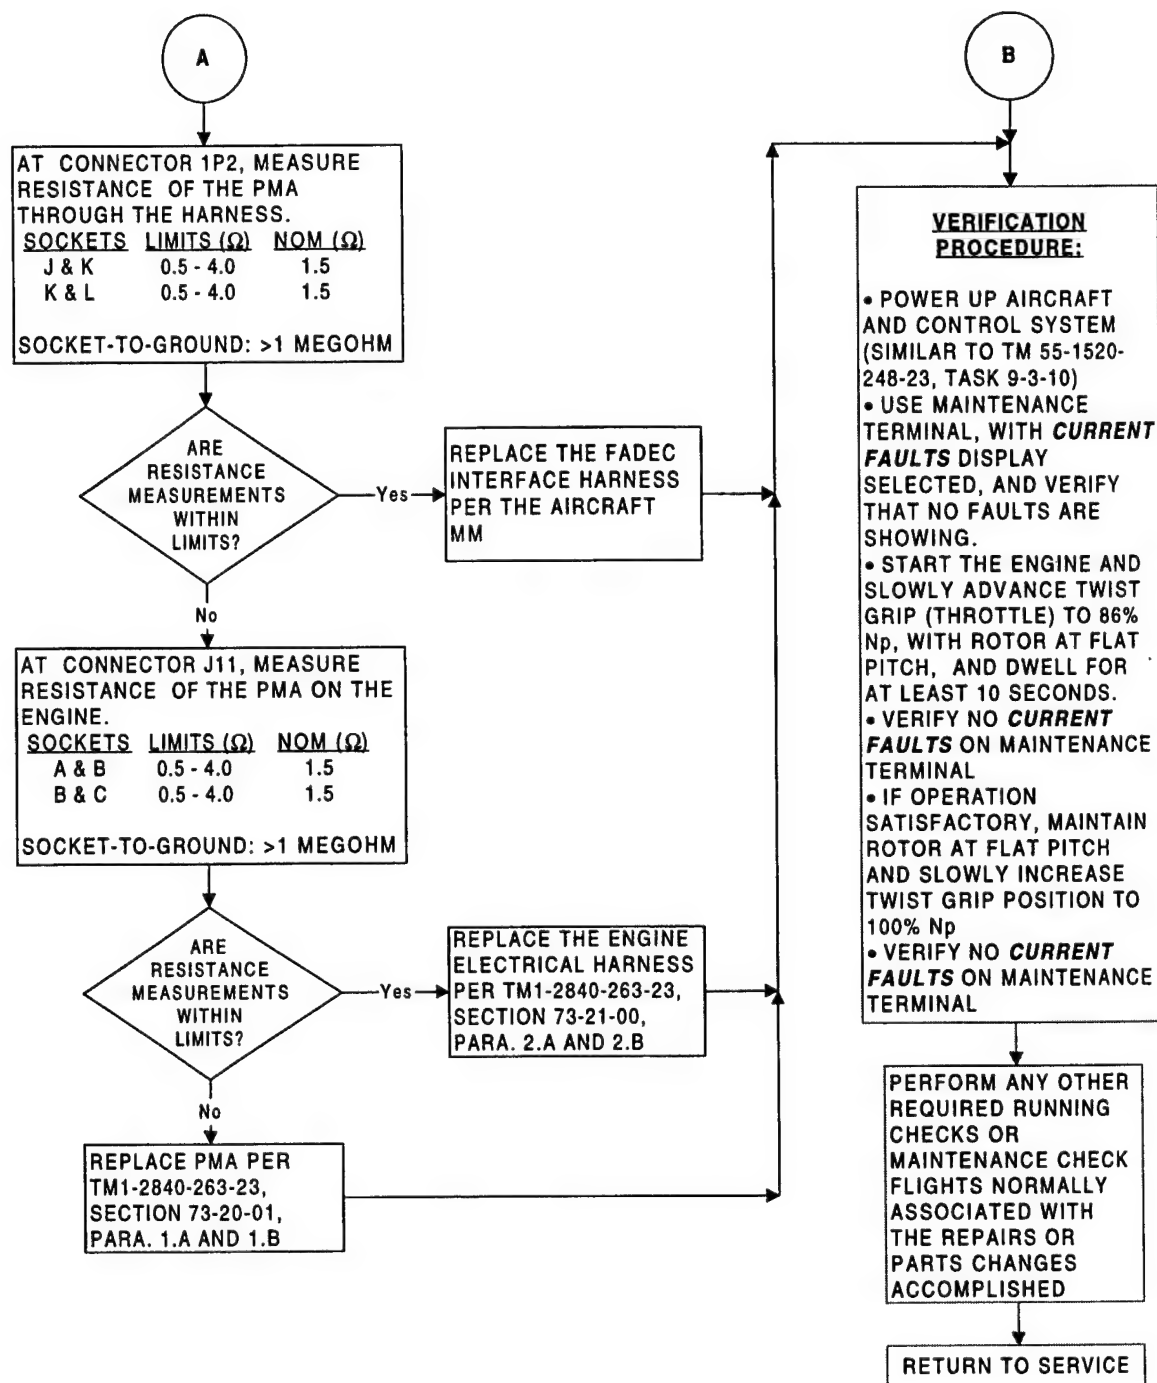 A
AT CONNECTOR 1P2, MEASURE
RESISTANCE OF THE PMA
THROUGH THE HARNESS.
SOCKETS LIMITS (Ω) NOM (Ω)
J & K 0.5 - 4.0 1.5
K & L 0.5 - 4.0 1.5
SOCKET-TO-GROUND: >1 MEGOHM
ARE
RESISTANCE
MEASUREMENTS
WITHIN
LIMITS?
Yes
REPLACE THE FADEC
INTERFACE HARNESS
PER THE AIRCRAFT
MM
No
AT CONNECTOR J11, MEASURE
RESISTANCE OF THE PMA ON THE
ENGINE.
SOCKETS LIMITS (Ω) NOM (Ω)
A & B 0.5 - 4.0 1.5
B & C 0.5 - 4.0 1.5
SOCKET-TO-GROUND: >1 MEGOHM
ARE
RESISTANCE
MEASUREMENTS
WITHIN
LIMITS?
Yes
REPLACE THE ENGINE
ELECTRICAL HARNESS
PER TM1-2840-263-23,
SECTION 73-21-00,
PARA. 2.A AND 2.B
No
REPLACE PMA PER
TM1-2840-263-23,
SECTION 73-20-01,
PARA. 1.A AND 1.B
B
VERIFICATION
PROCEDURE:
• POWER UP AIRCRAFT
AND CONTROL SYSTEM
(SIMILAR TO TM 55-1520-
248-23, TASK 9-3-10)
• USE MAINTENANCE
TERMINAL, WITH CURRENT
FAULTS DISPLAY
SELECTED, AND VERIFY
THAT NO FAULTS ARE
SHOWING.
• START THE ENGINE AND
SLOWLY ADVANCE TWIST
GRIP (THROTTLE) TO 86%
Np, WITH ROTOR AT FLAT
PITCH, AND DWELL FOR
AT LEAST 10 SECONDS.
• VERIFY NO CURRENT
FAULTS ON MAINTENANCE
TERMINAL
• IF OPERATION
SATISFACTORY, MAINTAIN
ROTOR AT FLAT PITCH
AND SLOWLY INCREASE
TWIST GRIP POSITION TO
100% Np
• VERIFY NO CURRENT
FAULTS ON MAINTENANCE
TERMINAL
PERFORM ANY OTHER
REQUIRED RUNNING
CHECKS OR
MAINTENANCE CHECK
FLIGHTS NORMALLY
ASSOCIATED WITH
THE REPAIRS OR
PARTS CHANGES
ACCOMPLISHED
RETURN TO SERVICE